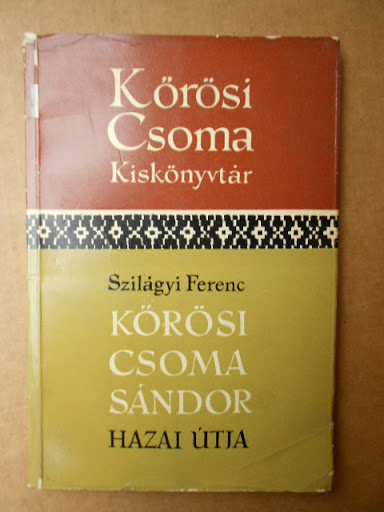 Kőrösi
Csoma
Kiskönyvtár
Szilágyi Ferenc
KŐRÖSI
CSOMA
SÁNDOR
HAZAI ÚTJA